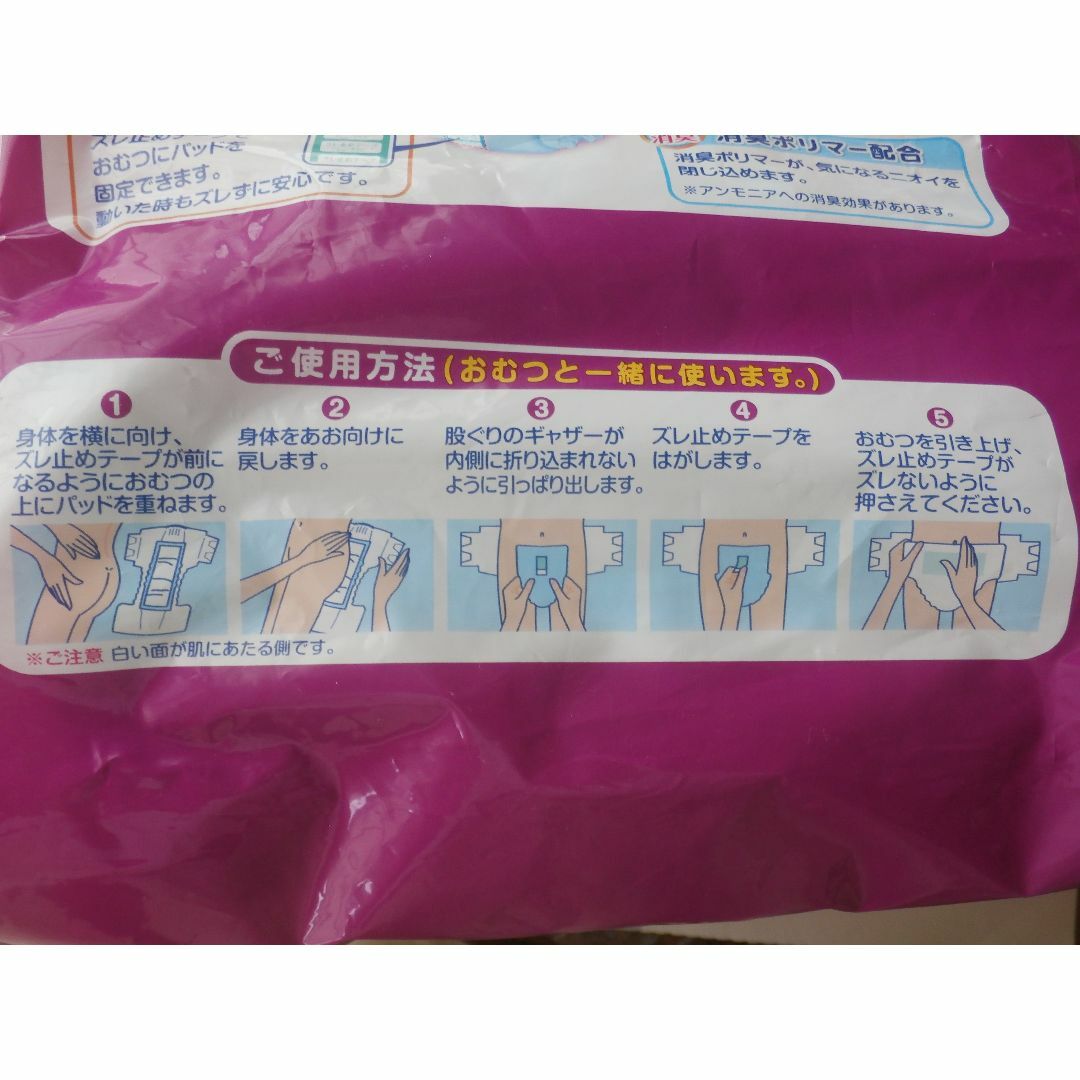 ズレ止めテープで
おむつにパッドを
固定できます。
動いた時もズレずに安心です。
消臭
消臭ポリマー配合
消臭ポリマーが、気になるニオイを
閉じ込めます。
※アンモニアへの消臭効果があります。
ご使用方法(おむつと一緒に使います。)
1
身体を横に向け、
ズレ止めテープが前に
なるようにおむつの
上にパッドを重ねます。
2
身体をあお向けに
戻します。
3
股ぐりのギャザーが
内側に折り込まれない
ように引っぱり出します。
4
ズレ止めテープを
はがします。
5
おむつを引き上げ、
ズレ止めテープが
ズレないように
押さえてください。
※ご注意 白い面が肌にあたる側です。